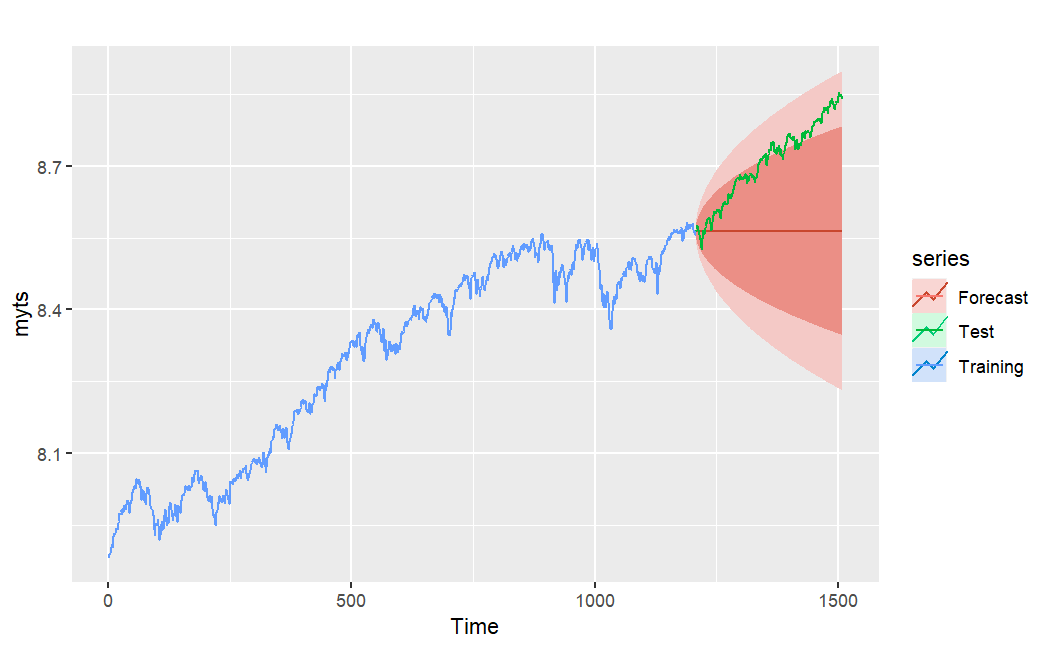 myts
8.7
8.4
8.1
0
500
1000
1500
Time
series
Forecast
Test
Training